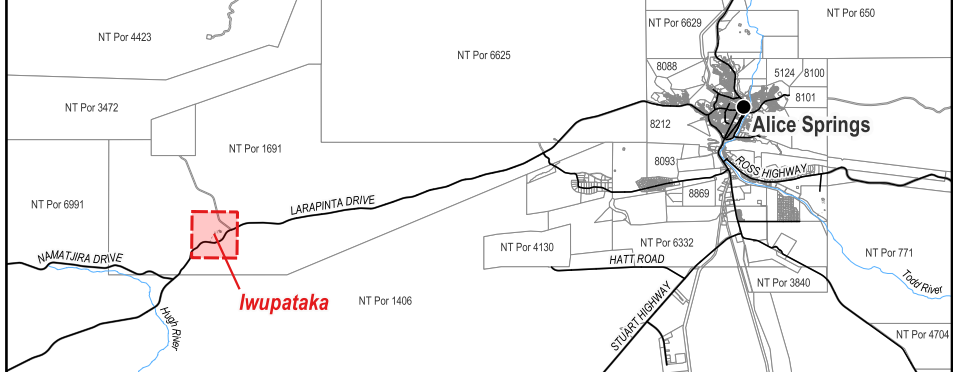 NT Por 4423
NT Por 6625
NT Por 6629
NT Por 650
8088
5124
8100
8101
NT Por 3472
Alice Springs
8212
NT Por 1691
8093
ROSS HIGHWAY
8869
NT Por 6991
LARAPINTA DRIVE
NT Por 4130
NT Por 6332
NT Por 771
NAMATJIRA DRIVE
HATT ROAD
NT Por 3840
Todd River
Iwupataka
NT Por 1406
Hugh River
STUART HIGHWAY
NT Por 4704